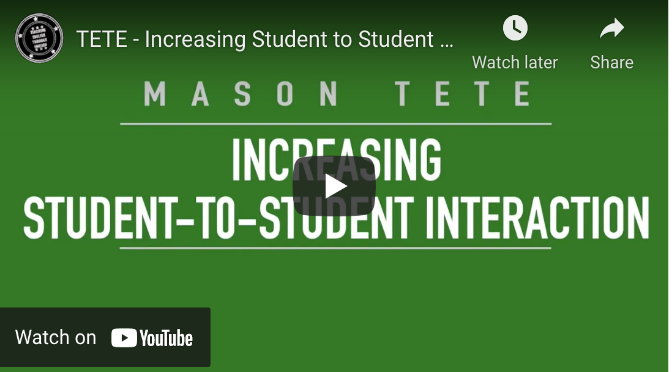 TETE - Increasing Student to Student ...
Watch later
Share
MASON TETE
INCREASING
STUDENT-TO-STUDENT INTERACTION
Watch on YouTube